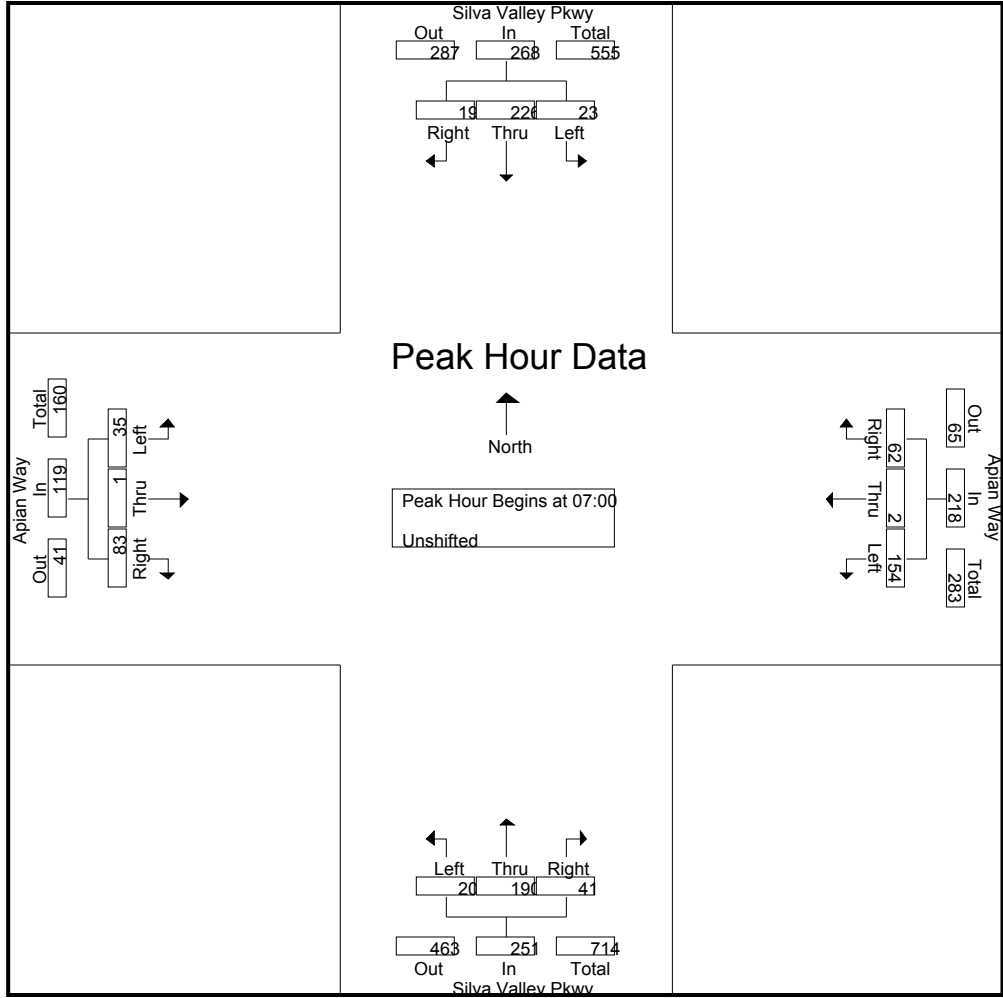 Silva Valley Pkwy
Out In Total
287 268 555
19 226 23
Right Thru Left
Peak Hour Data
North
Peak Hour Begins at 07:00
Unshifted
Apian Way
Total In Out
160 119 41
35 1 83
Left Thru Right
Apian Way
Out In Total
65 218 283
62 2 154
Right Thru Left
Left Thru Right
20 190 41
463 251 714
Out In Total
Silva Valley Pkwy